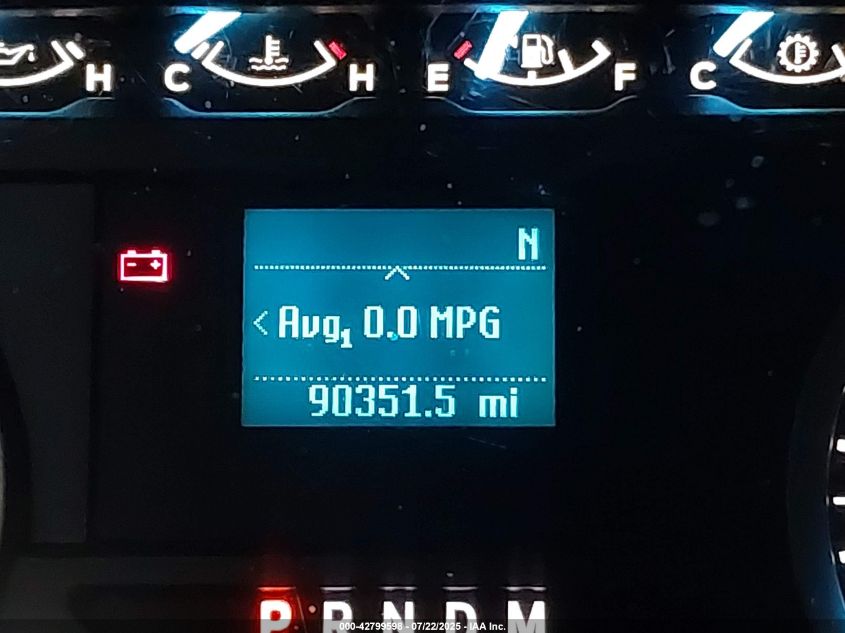 H C H E F C
N
< Avg1 0.0 MPG
90351.5 mi
P R N D M
000-42799598 - 07/22/2025 - IAA Inc.